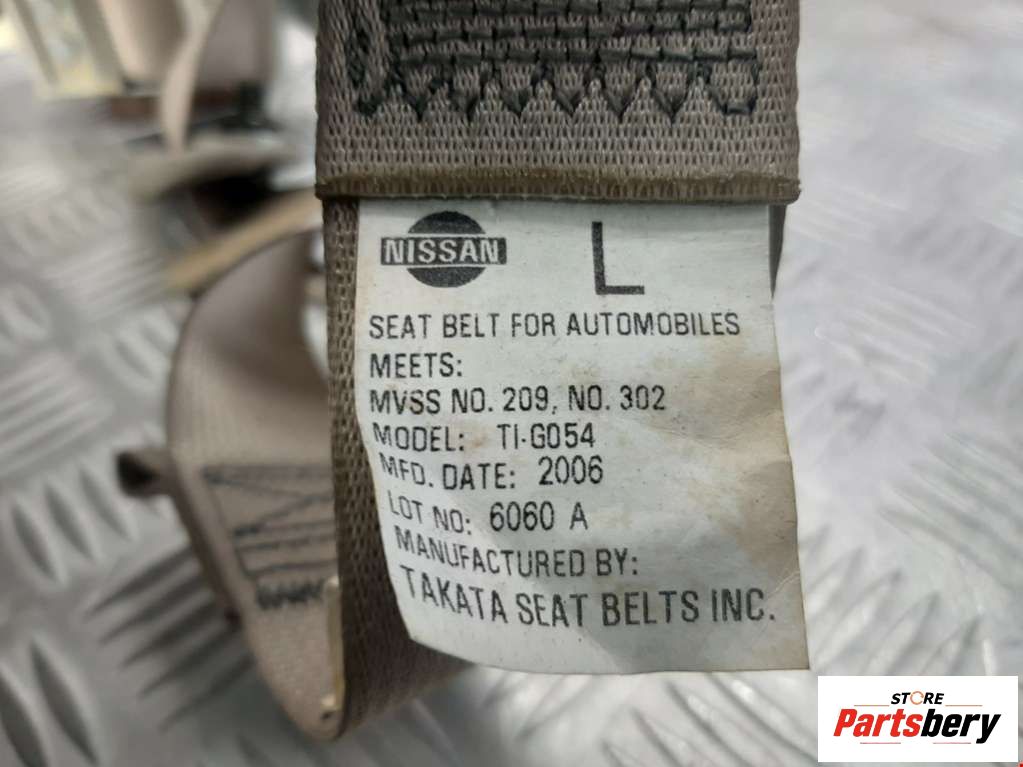 NISSAN L
SEAT BELT FOR AUTOMOBILES
MEETS:
MVSS NO. 209, NO. 302
MODEL: TI-G054
MFD. DATE: 2006
LOT NO: 6060 A
MANUFACTURED BY:
TAKATA SEAT BELTS INC.
STORE
Partsbery